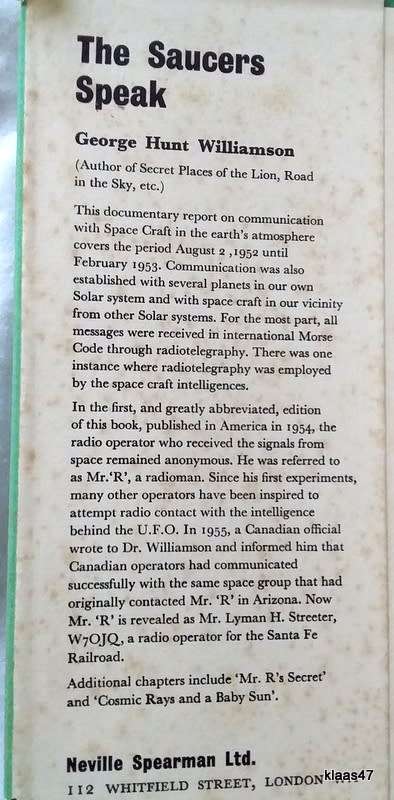 The Saucers
Speak
George Hunt Williamson
(Author of Secret Places of the Lion, Road
in the Sky, etc.)
This documentary report on communication
with Space Craft in the earth's atmosphere
covers the period August 2 ,1952 until
February 1953. Communication was also
established with several planets in our own
Solar system and with space craft in our vicinity
from other Solar systems. For the most part, all
messages were received in international Morse
Code through radiotelegraphy. There was one
instance where radiotelegraphy was employed
by the space craft intelligences.
In the first, and greatly abbreviated, edition
of this book, published in America in 1954, the
radio operator who received the signals from
space remained anonymous. He was referred to
as Mr.‘R’, a radioman. Since his first experiments,
many other operators have been inspired to
attempt radio contact with the intelligence
behind the U.F.O. In 1955, a Canadian official
wrote to Dr. Williamson and informed him that
Canadian operators had communicated
successfully with the same space group that had
originally contacted Mr. ‘R’ in Arizona. Now
Mr. ‘R’ is revealed as Mr. Lyman H. Streeter,
W7OJQ, a radio operator for the Santa Fe
Railroad.
Additional chapters include ‘Mr. R's Secret’
and ‘Cosmic Rays and a Baby Sun’.
Neville Spearman Ltd.
112 WHITFIELD STREET, LONDON
klaas47